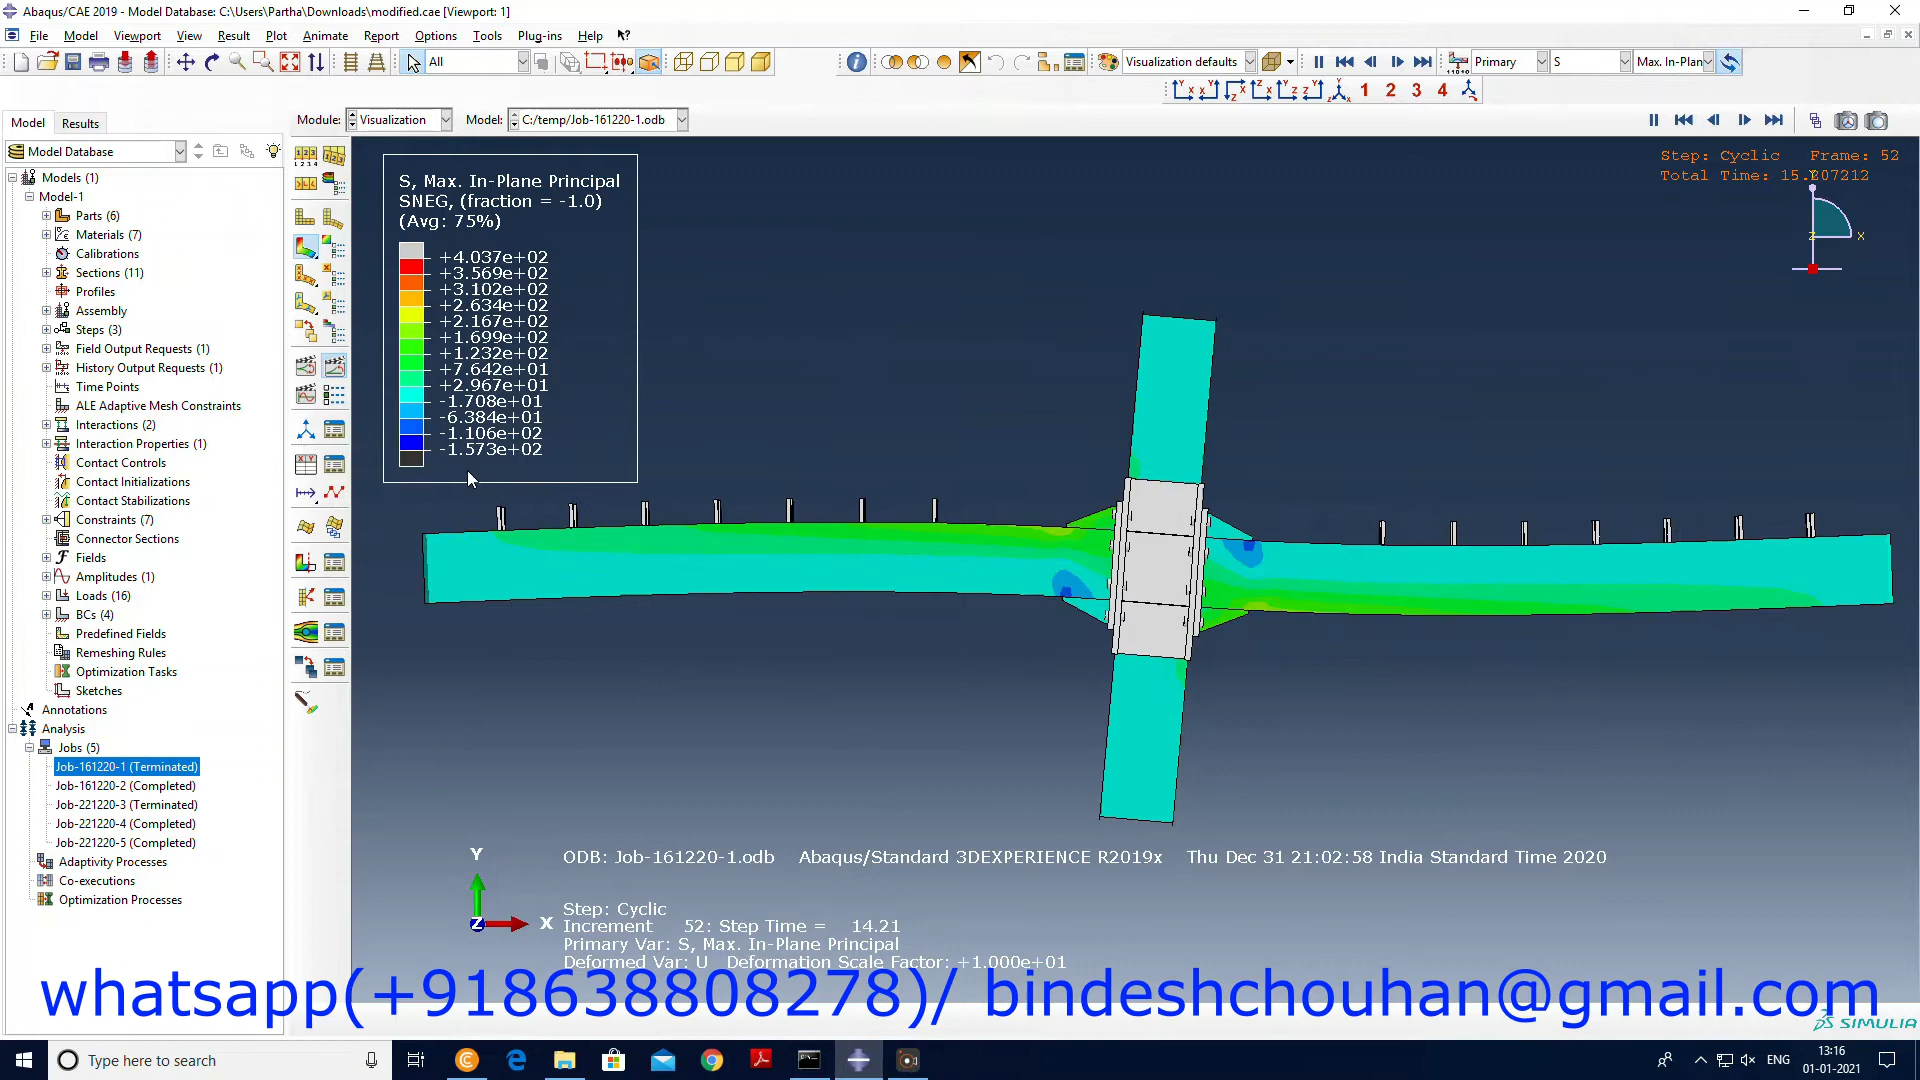 Abaqus/CAE 2019 - Model Database: C:\Users\Partha\Downloads\modified.cae [Viewport: 1]
File Model Viewport View Result Plot Animate Report Options Tools Plug-ins Help
All Visualization defaults Primary S Max. In-Plan
1 2 3 4
Model Results
Module: Visualization Model: C:/temp/Job-161220-1.odb
Model Database
Models (1)
Model-1
Parts (6)
Materials (7)
Calibrations
Sections (11)
Profiles
Assembly
Steps (3)
Field Output Requests (1)
History Output Requests (1)
Time Points
ALE Adaptive Mesh Constraints
Interactions (2)
Interaction Properties (1)
Contact Controls
Contact Initializations
Contact Stabilizations
Constraints (7)
Connector Sections
Fields
Amplitudes (1)
Loads (16)
BCs (4)
Predefined Fields
Remeshing Rules
Optimization Tasks
Sketches
Annotations
Analysis
Jobs (5)
Job-161220-1 (Terminated)
Job-161220-2 (Completed)
Job-221220-3 (Terminated)
Job-221220-4 (Completed)
Job-221220-5 (Completed)
Adaptivity Processes
Co-executions
Optimization Processes
S, Max. In-Plane Principal
SNEG, (fraction = -1.0)
(Avg: 75%)
+4.037e+02
+3.569e+02
+3.102e+02
+2.634e+02
+2.167e+02
+1.699e+02
+1.232e+02
+7.642e+01
+2.967e+01
-1.708e+01
-6.384e+01
-1.106e+02
-1.573e+02
Step: Cyclic Frame: 52
Total Time: 15.207212
Z X
Y
Z X
ODB: Job-161220-1.odb Abaqus/Standard 3DEXPERIENCE R2019x Thu Dec 31 21:02:58 India Standard Time 2020
Step: Cyclic
Increment 52: Step Time = 14.21
Primary Var: S, Max. In-Plane Principal
Deformed Var: U Deformation Scale Factor: +1.000e+01
whatsapp(+918638808278)/ bindeshchouhan@gmail.com
SIMULIA
Type here to search
ENG
13:16
01-01-2021